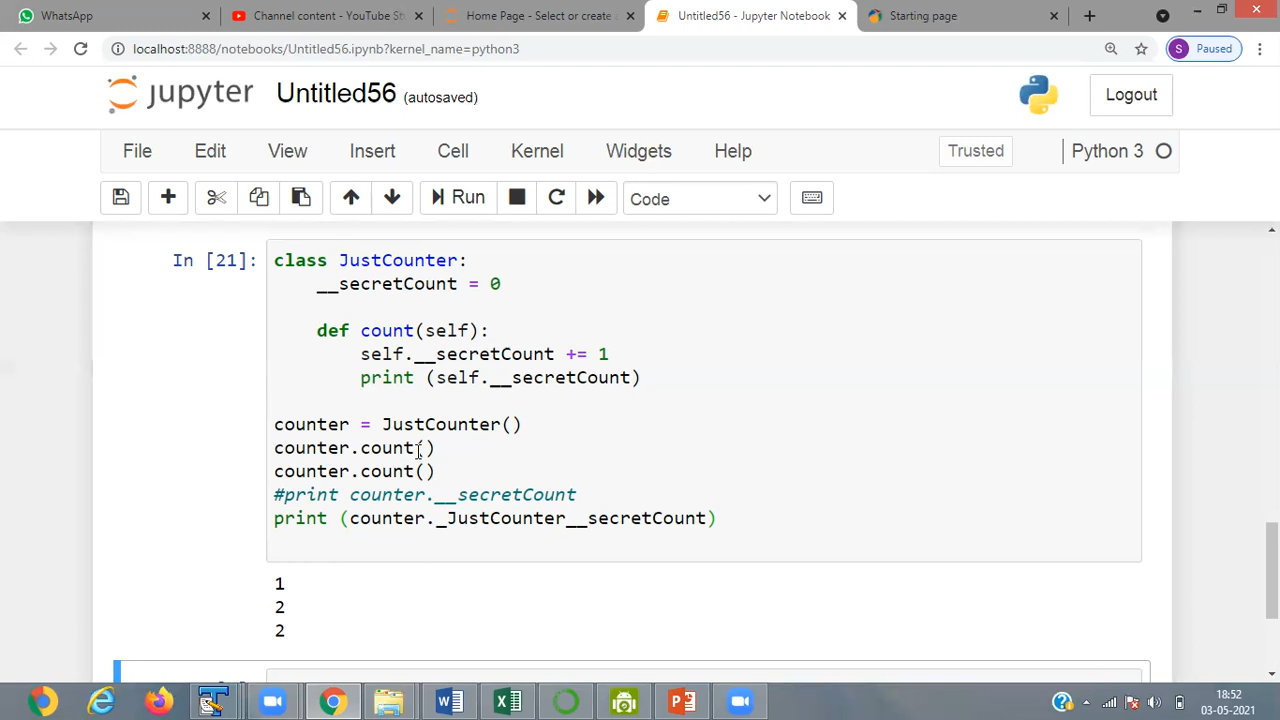 WhatsApp
Channel content - YouTube S
Home Page - Select or create
Untitled56 - Jupyter Notebook
Starting page
localhost:8888/notebooks/Untitled56.ipynb?kernel_name=python3
S Paused
jupyter Untitled56 (autosaved)
Logout
File Edit View Insert Cell Kernel Widgets Help
Trusted
Python 3
Run
Code
In [21]:
class JustCounter:
    __secretCount = 0
    def count(self):
        self.__secretCount += 1
        print (self.__secretCount)
counter = JustCounter()
counter.count()
counter.count()
#print counter.__secretCount
print (counter._JustCounter__secretCount)
1
2
2
18:52
03-05-2021